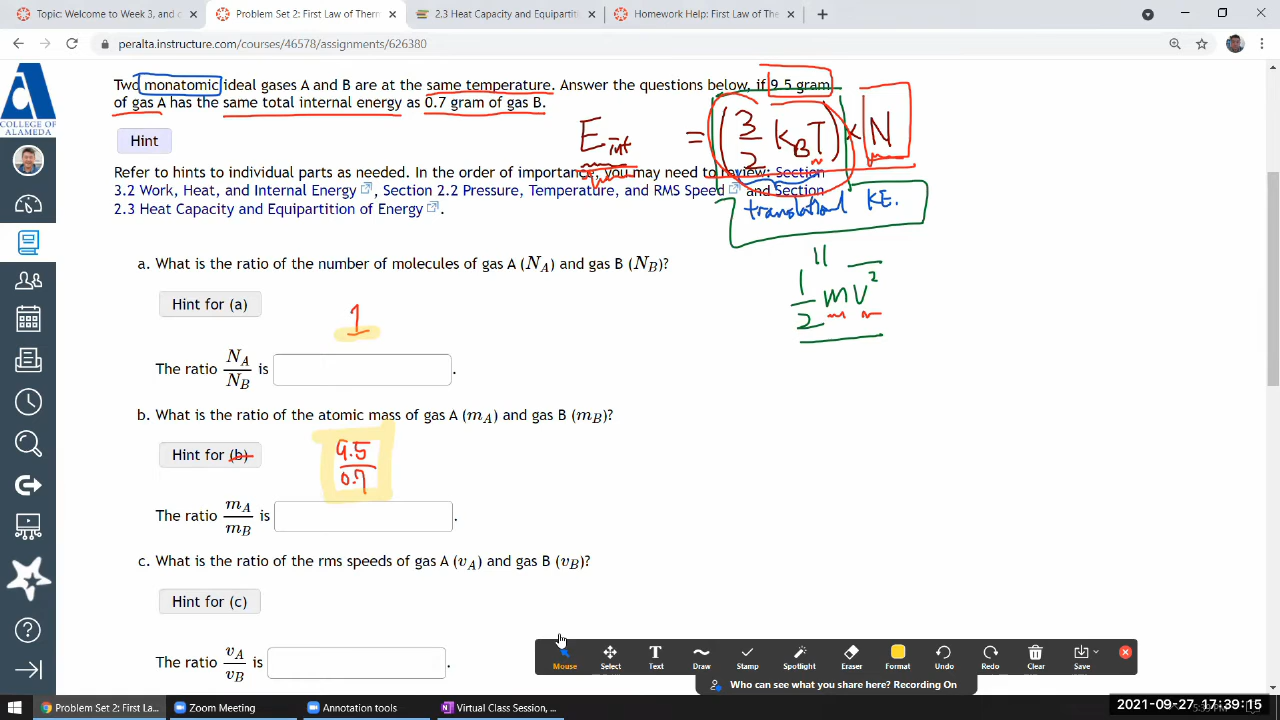 Topic: Welcome to Week 3, and c
Problem Set 2: First Law of Therm
2.3 Heat Capacity and Equipartiti
Homework Help: First Law of The
peralta.instructure.com/courses/46578/assignments/626380
COLLEGE OF
ALAMEDA
Two monatomic ideal gases A and B are at the same temperature. Answer the questions below, if 9.5 gram
of gas A has the same total internal energy as 0.7 gram of gas B.
E int = (3/2 k_B T) × N
Hint
Refer to hints to individual parts as needed. In the order of importance, you may need to review: Section
3.2 Work, Heat, and Internal Energy, Section 2.2 Pressure, Temperature, and RMS Speed and Section
2.3 Heat Capacity and Equipartition of Energy.
translational KE.
=
1/2 m v²
a. What is the ratio of the number of molecules of gas A (N_A) and gas B (N_B)?
Hint for (a)
1
The ratio N_A/N_B is .
b. What is the ratio of the atomic mass of gas A (m_A) and gas B (m_B)?
Hint for (b)
9.5/0.7
The ratio m_A/m_B is .
c. What is the ratio of the rms speeds of gas A (v_A) and gas B (v_B)?
Hint for (c)
The ratio v_A/v_B is .
Mouse Select Text Draw Stamp Spotlight Eraser Format Undo Redo Clear Save
Who can see what you share here? Recording On
Problem Set 2: First La...
Zoom Meeting
Annotation tools
Virtual Class Session, ...
2021-09-27 17:39:15